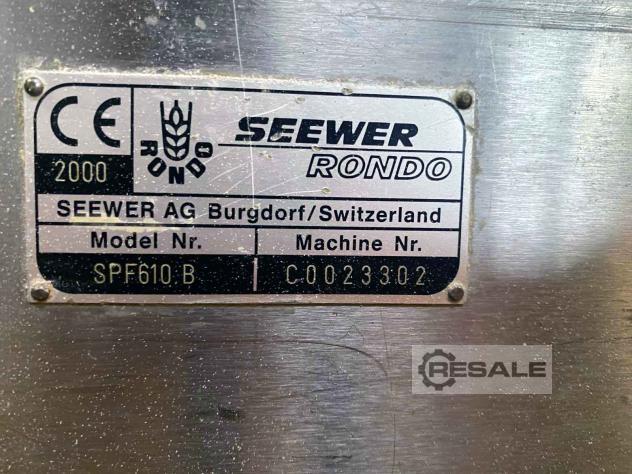 CE
RONDO
SEEWER
RONDO
2000
SEEWER AG Burgdorf/Switzerland
Model Nr.
Machine Nr.
SPF610 B
C0023302
RESALE